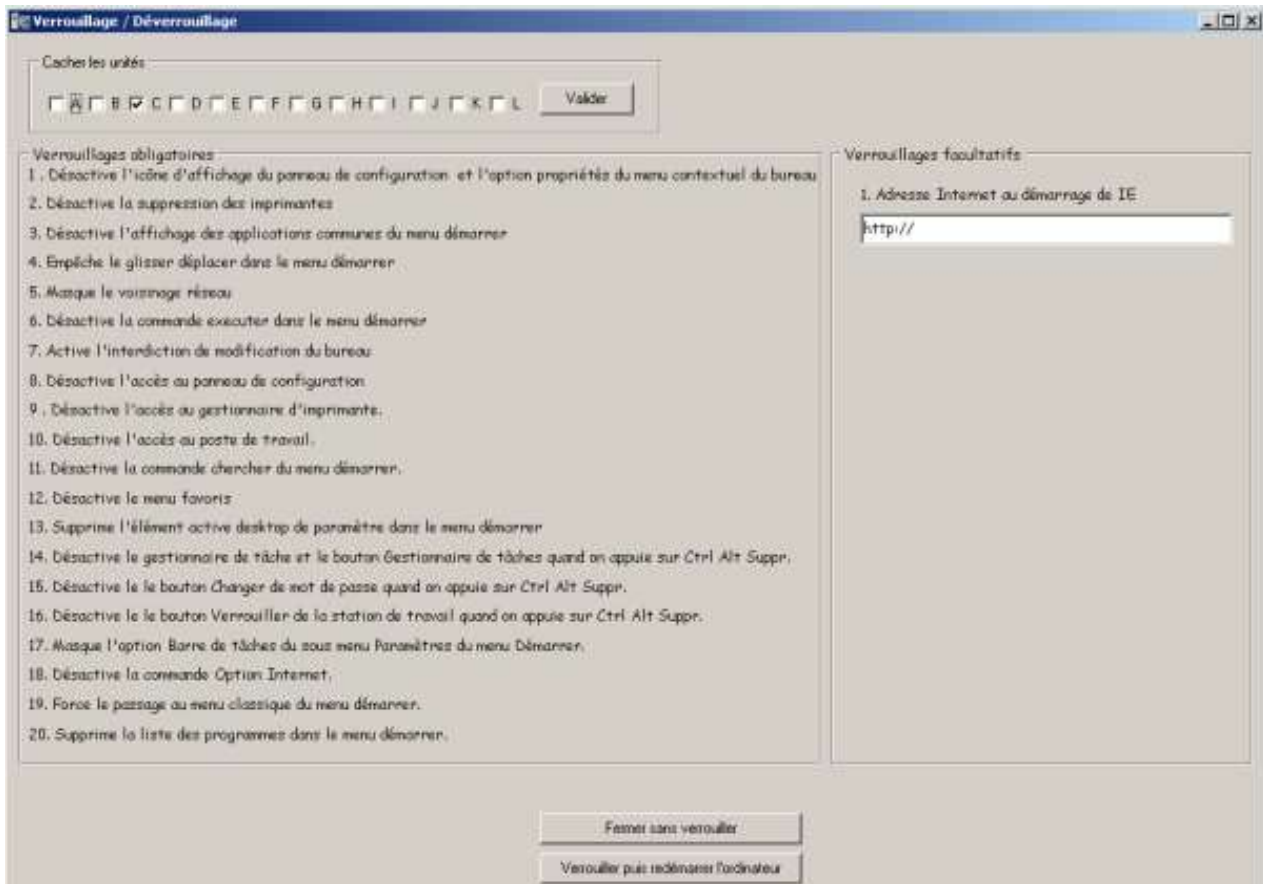 Verrouillage / Déverrouillage
Cacher les unités
A B C D E F G H I J K L
Valider
Verrouillages obligatoires
1 . Désactive l'icône d'affichage du panneau de configuration et l'option propriétés du menu contextuel du bureau
2. Désactive la suppression des imprimantes
3. Désactive l'affichage des applications communes du menu démarrer
4. Empêche le glisser déplacer dans le menu démarrer
5. Masque le voisinage réseau
6. Désactive la commande executer dans le menu démarrer
7. Active l'interdiction de modification du bureau
8. Désactive l'accès au panneau de configuration
9 . Désactive l'accès au gestionnaire d'imprimante.
10. Désactive l'accès au poste de travail.
11. Désactive la commande chercher du menu démarrer.
12. Désactive le menu favoris
13. Supprime l'élément active desktop de paramètre dans le menu démarrer
14. Désactive le gestionnaire de tâche et le bouton Gestionnaire de tâches quand on appuie sur Ctrl Alt Suppr.
15. Désactive le le bouton Changer de mot de passe quand on appuie sur Ctrl Alt Suppr.
16. Désactive le le bouton Verrouiller de la station de travail quand on appuie sur Ctrl Alt Suppr.
17. Masque l'option Barre de tâches du sous menu Paramètres du menu Démarrer.
18. Désactive la commande Option Internet.
19. Force le passage au menu classique du menu démarrer.
20. Supprime la liste des programmes dans le menu démarrer.
Verrouillages facultatifs
1. Adresse Internet au démarrage de IE
http://
Fermer sans verrouiller
Verrouiller puis redémarrer l'ordinateur